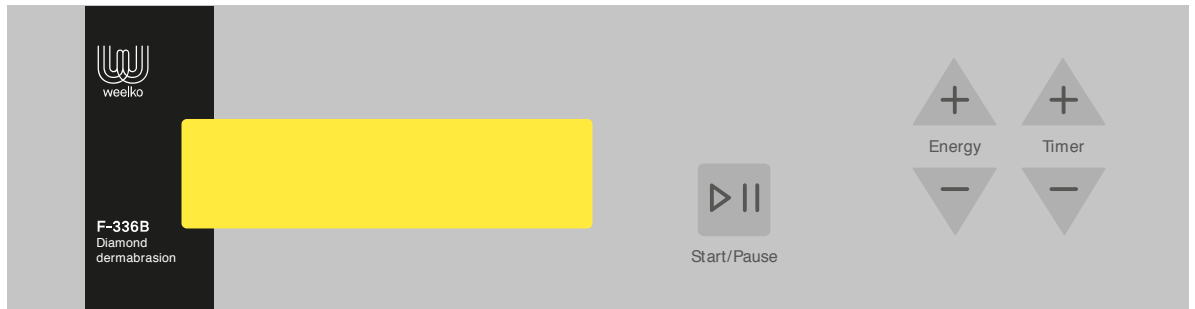 weelko
F-336B
Diamond
dermabrasion
Start/Pause
+
+
Energy
Timer
−
−